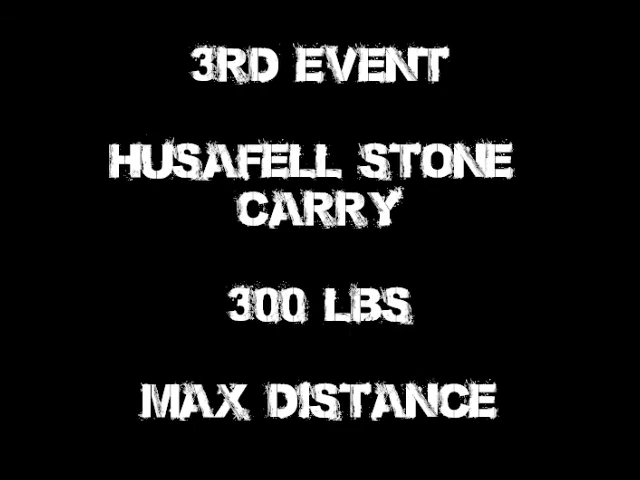 3RD EVENT
HUSAFELL STONE
CARRY
300 LBS
MAX DISTANCE